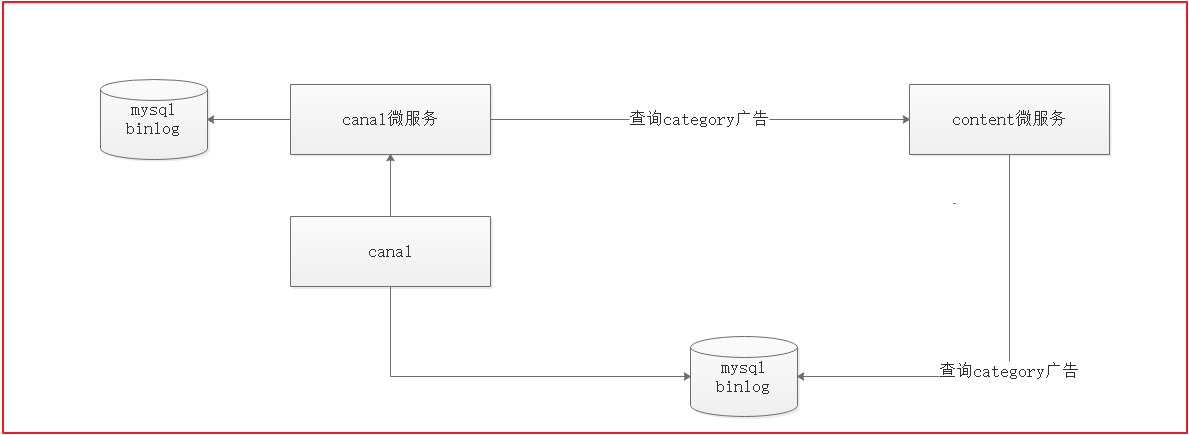 mysql
binlog
canal微服务
查询category广告
content微服务
canal
mysql
binlog
查询category广告